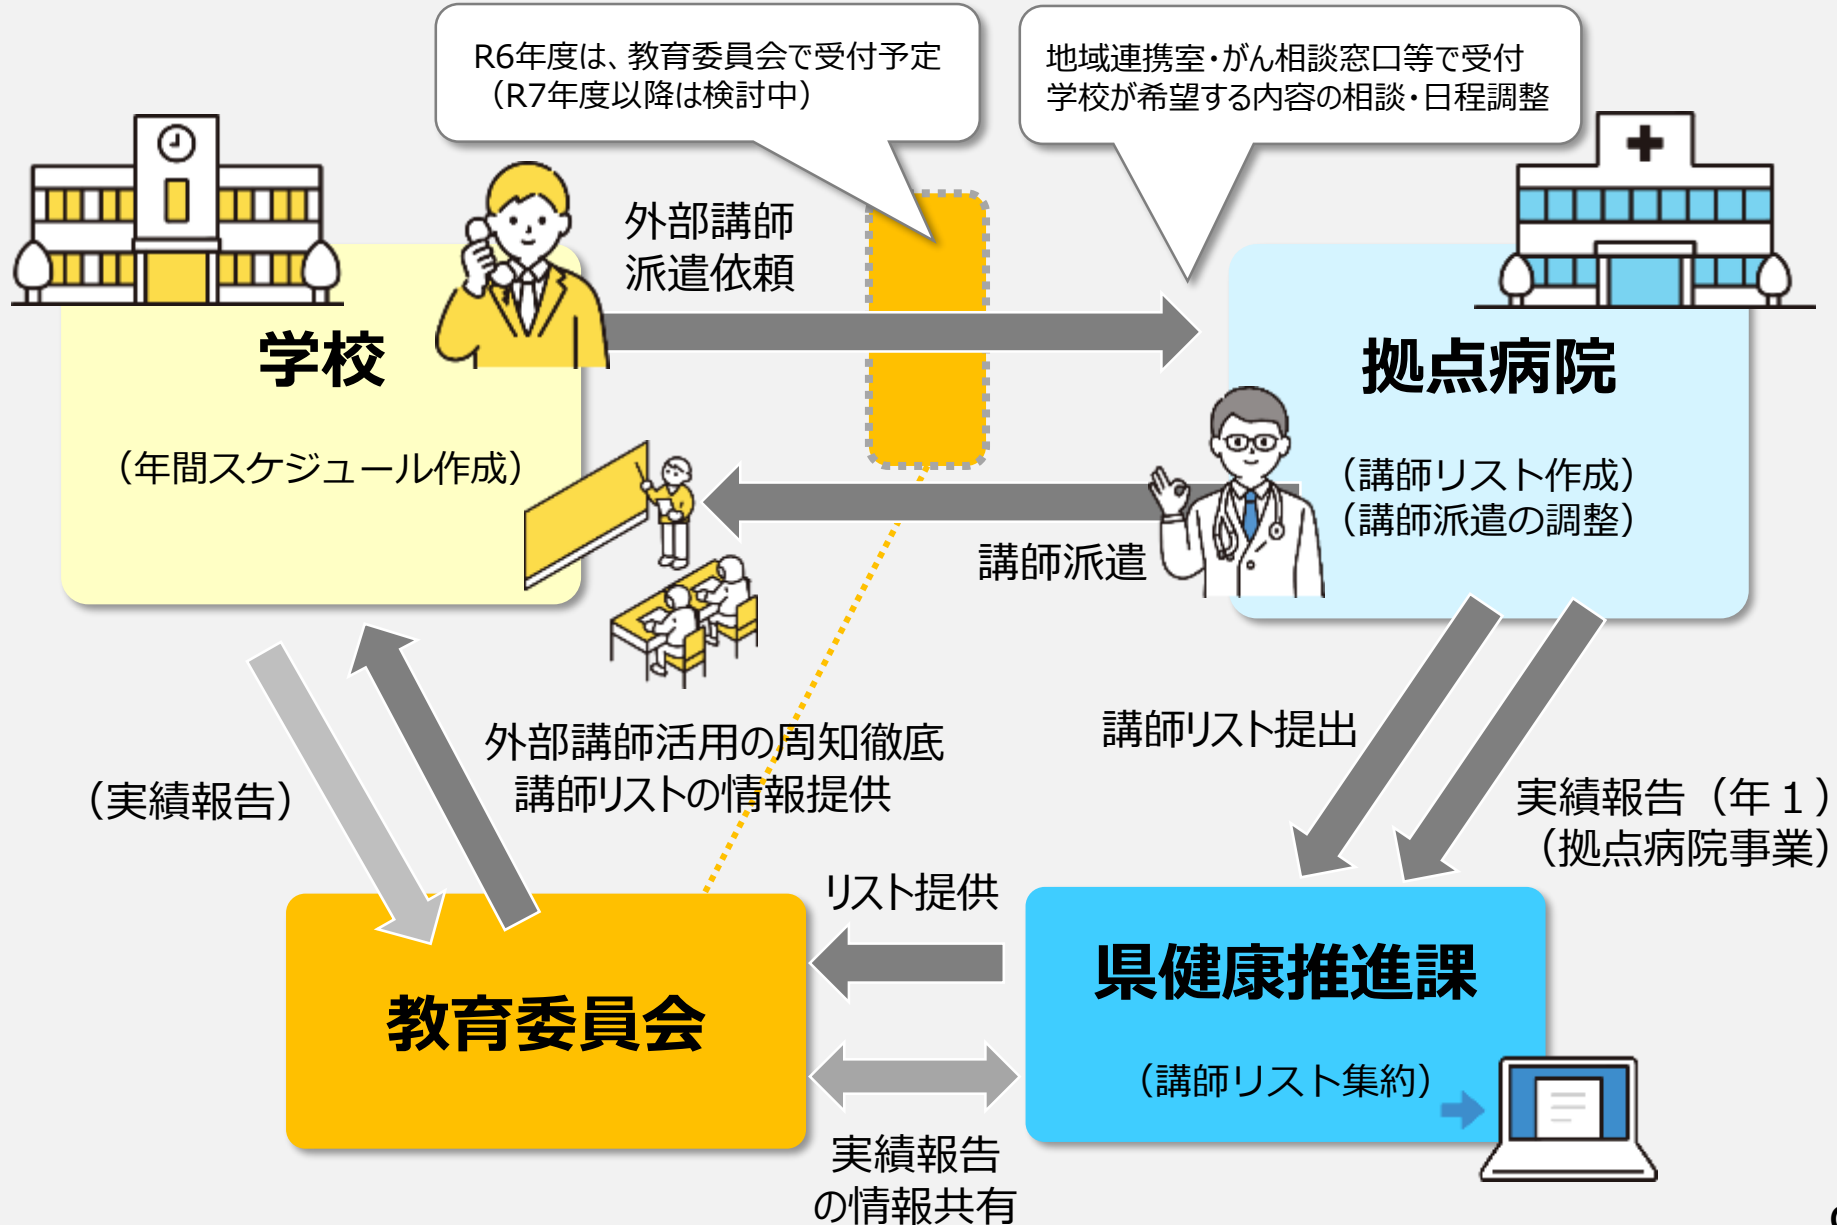 R6年度は、教育委員会で受付予定
（R7年度以降は検討中）
地域連携室・がん相談窓口等で受付
学校が希望する内容の相談・日程調整
外部講師
派遣依頼
学校
（年間スケジュール作成）
拠点病院
（講師リスト作成）
（講師派遣の調整）
講師派遣
外部講師活用の周知徹底
講師リストの情報提供
（実績報告）
講師リスト提出
実績報告（年１）
（拠点病院事業）
リスト提供
教育委員会
県健康推進課
（講師リスト集約）
実績報告
の情報共有